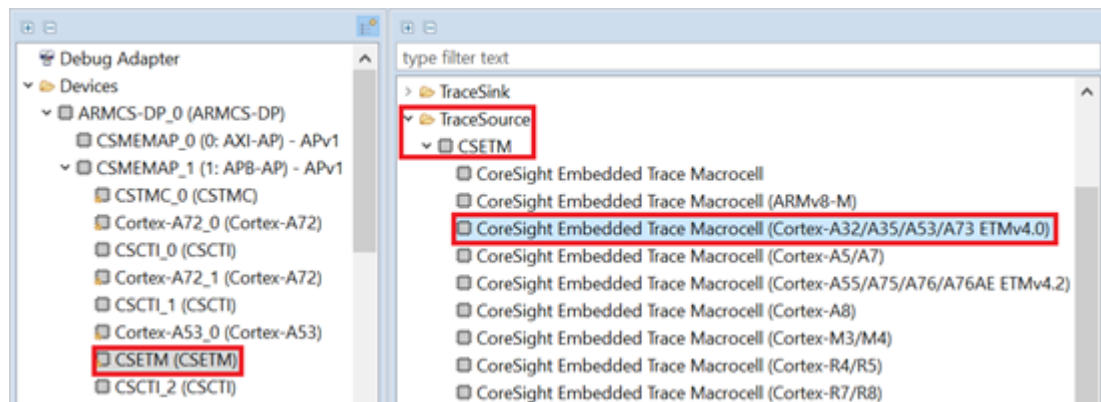 Debug Adapter
Devices
ARMCS-DP_0 (ARMCS-DP)
CSMEMAP_0 (0: AXI-AP) - APv1
CSMEMAP_1 (1: APB-AP) - APv1
CSTMC_0 (CSTMC)
Cortex-A72_0 (Cortex-A72)
CSCTI_0 (CSCTI)
Cortex-A72_1 (Cortex-A72)
CSCTI_1 (CSCTI)
Cortex-A53_0 (Cortex-A53)
CSETM (CSETM)
CSCTI_2 (CSCTI)
type filter text
TraceSink
TraceSource
CSETM
CoreSight Embedded Trace Macrocell
CoreSight Embedded Trace Macrocell (ARMv8-M)
CoreSight Embedded Trace Macrocell (Cortex-A32/A35/A53/A73 ETMv4.0)
CoreSight Embedded Trace Macrocell (Cortex-A5/A7)
CoreSight Embedded Trace Macrocell (Cortex-A55/A75/A76/A76AE ETMv4.2)
CoreSight Embedded Trace Macrocell (Cortex-A8)
CoreSight Embedded Trace Macrocell (Cortex-M3/M4)
CoreSight Embedded Trace Macrocell (Cortex-R4/R5)
CoreSight Embedded Trace Macrocell (Cortex-R7/R8)